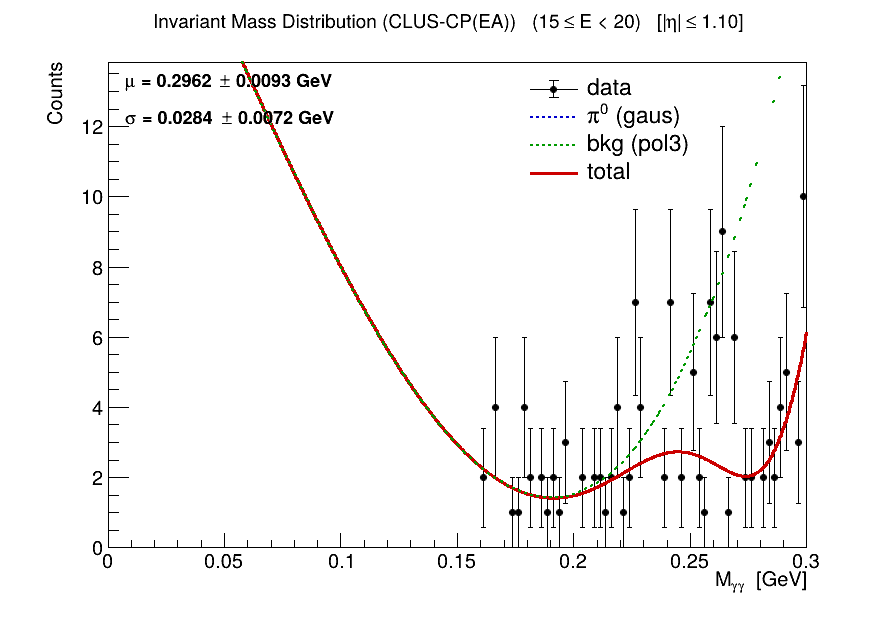 Invariant Mass Distribution (CLUS-CP(EA)) (15 ≤ E < 20) [|η| ≤ 1.10]
Counts
μ = 0.2962 ± 0.0093 GeV
σ = 0.0284 ± 0.0072 GeV
data
π⁰ (gaus)
bkg (pol3)
total
12
10
8
6
4
2
0
0 0.05 0.1 0.15 0.2 0.25 0.3
Mγγ [GeV]